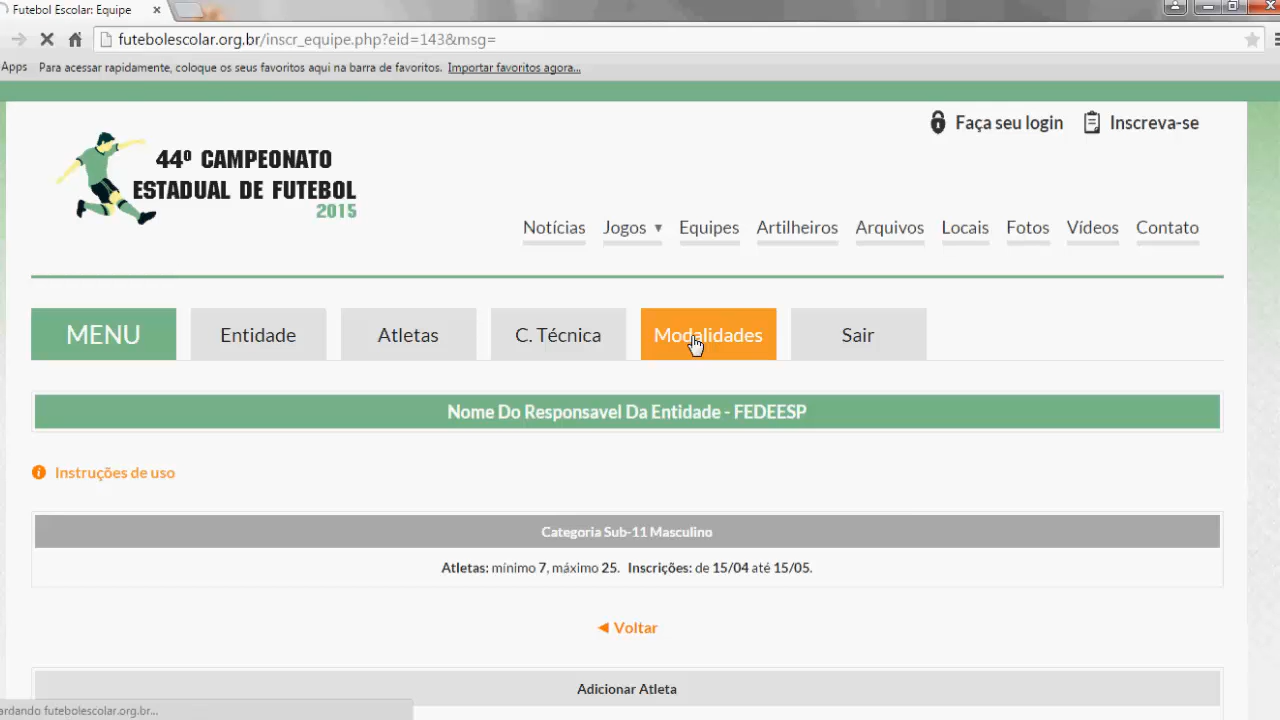 Futebol Escolar: Equipe
futebolescolar.org.br/inscr_equipe.php?eid=143&msg=
Apps Para acessar rapidamente, coloque os seus favoritos aqui na barra de favoritos. Importar favoritos agora...
Faça seu login Inscreva-se
44º CAMPEONATO
ESTADUAL DE FUTEBOL
2015
Notícias Jogos Equipes Artilheiros Arquivos Locais Fotos Vídeos Contato
MENU Entidade Atletas C. Técnica Modalidades Sair
Nome Do Responsavel Da Entidade - FEDEESP
Instruções de uso
Categoria Sub-11 Masculino
Atletas: mínimo 7, máximo 25. Inscrições: de 15/04 até 15/05.
Voltar
Adicionar Atleta
ardando futebolescolar.org.br...